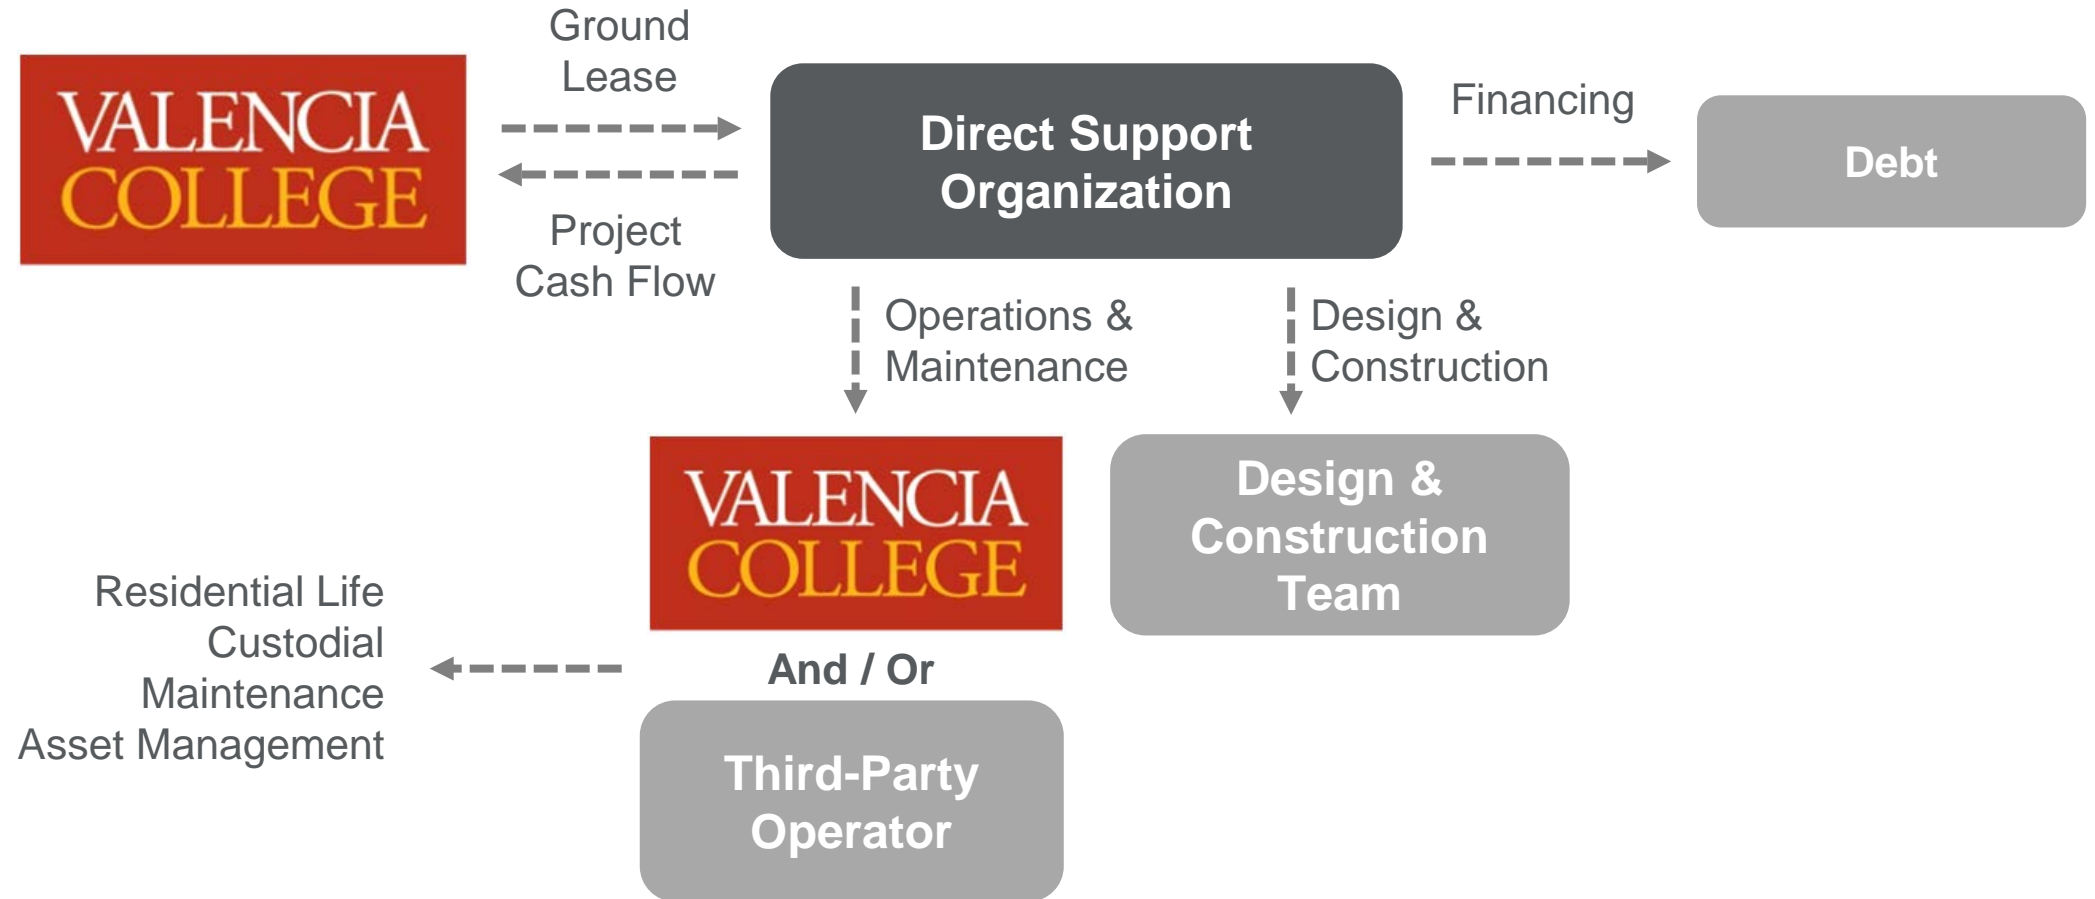 Ground
Lease
VALENCIA
COLLEGE
Project
Cash Flow
Direct Support
Organization
Financing
Debt
Operations &
Maintenance
Design &
Construction
VALENCIA
COLLEGE
Design &
Construction
Team
Residential Life
Custodial
Maintenance
Asset Management
And / Or
Third-Party
Operator